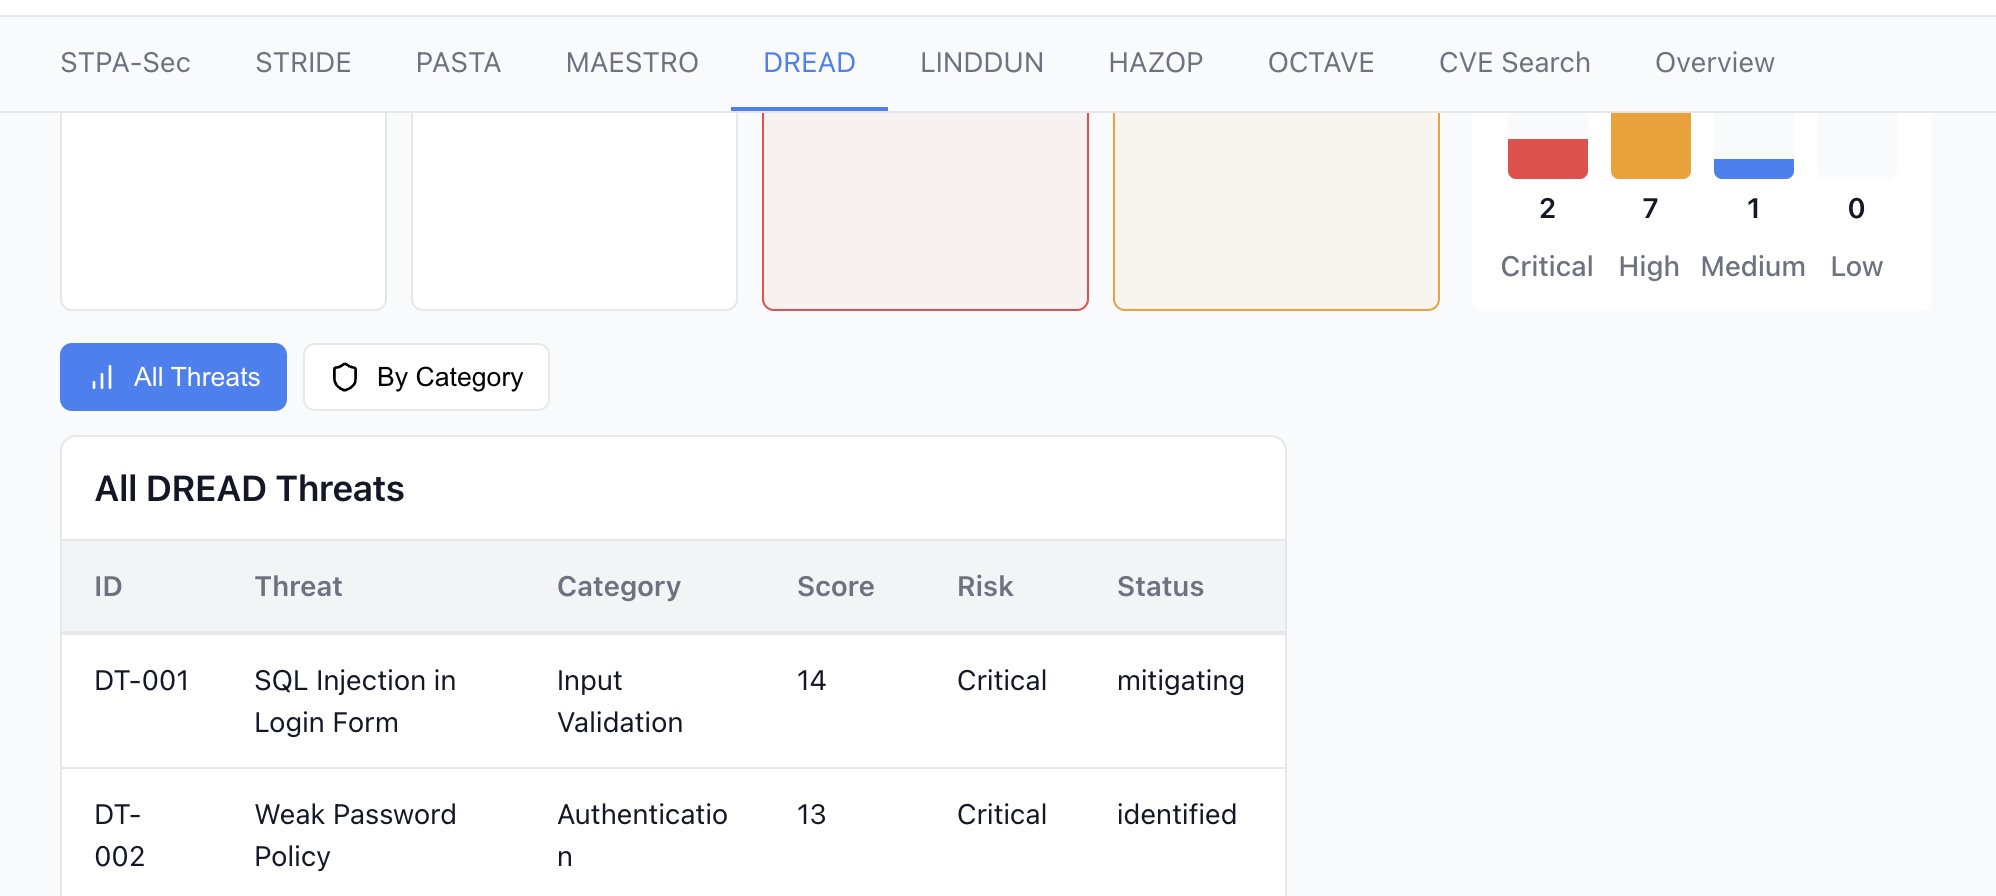 STPA-Sec STRIDE PASTA MAESTRO DREAD LINDDUN HAZOP OCTAVE CVE Search Overview
2 7 1 0
Critical High Medium Low
All Threats By Category
All DREAD Threats
ID Threat Category Score Risk Status
DT-001 SQL Injection in Input 14 Critical mitigating
Login Form Validation
DT- Weak Password Authenticatio 13 Critical identified
002 Policy n